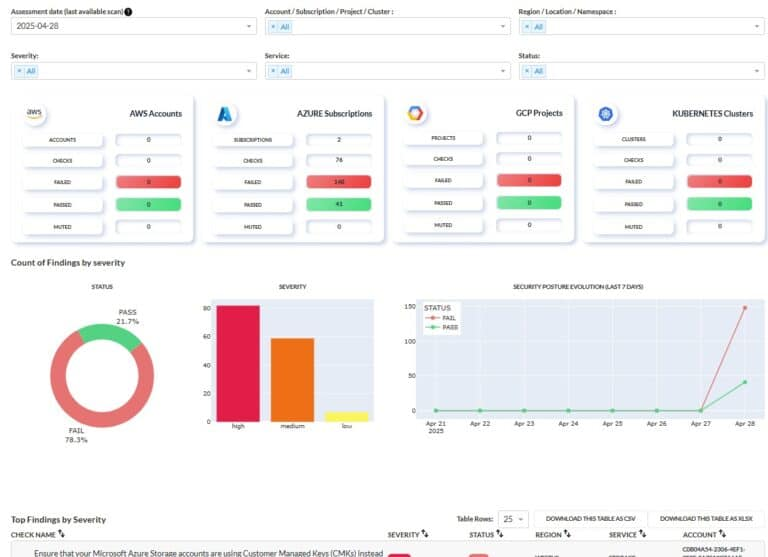 Assessment date (last available scan) ?
Account / Subscription / Project / Cluster :
Region / Location / Namespace :
2025-04-28
× All
× All
Severity:
Service:
Status:
× All
× All
× All
aws
AWS Accounts
AZURE Subscriptions
GCP Projects
KUBERNETES Clusters
ACCOUNTS 0
SUBSCRIPTIONS 2
PROJECTS 0
CLUSTERS 0
CHECKS 0
CHECKS 76
CHECKS 0
CHECKS 0
FAILED 0
FAILED 148
FAILED 0
FAILED 0
PASSED 0
PASSED 41
PASSED 0
PASSED 0
MUTED 0
MUTED 0
MUTED 0
MUTED 0
Count of Findings by severity
STATUS
SEVERITY
SECURITY POSTURE EVOLUTION (LAST 7 DAYS)
PASS
21.7%
FAIL
78.3%
80
60
40
20
0
high
medium
low
STATUS
FAIL
PASS
150
100
50
0
Apr 21
2025
Apr 22
Apr 23
Apr 24
Apr 25
Apr 26
Apr 27
Apr 28
Top Findings by Severity
Table Rows: 25
DOWNLOAD THIS TABLE AS CSV
DOWNLOAD THIS TABLE AS XLSX
CHECK NAME
SEVERITY
STATUS
REGION
SERVICE
ACCOUNT
Ensure that your Microsoft Azure Storage accounts are using Customer Managed Keys (CMKs) instead